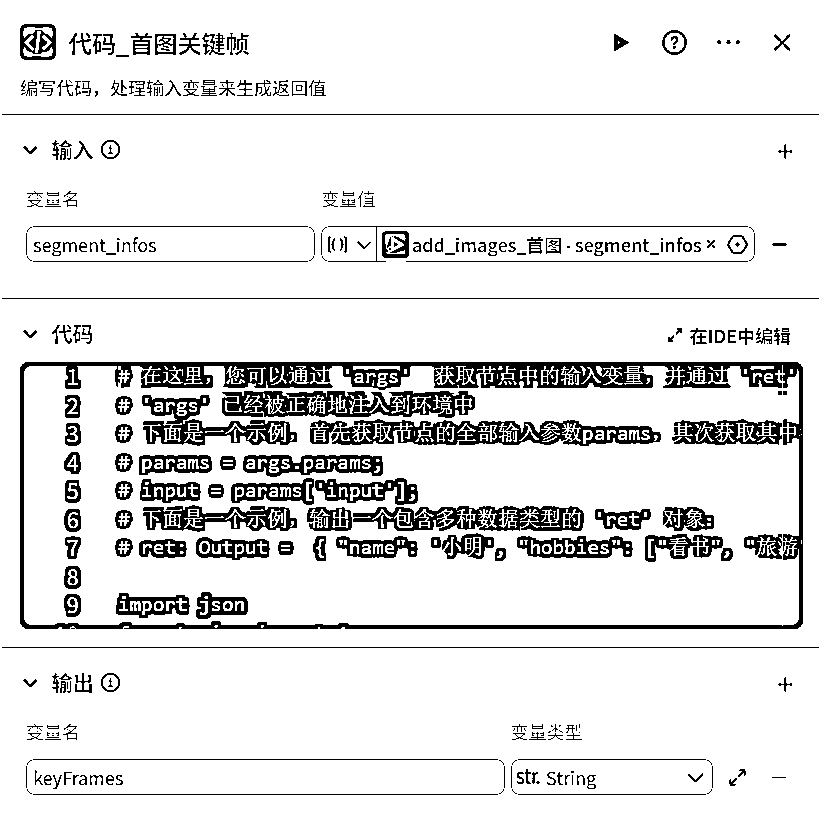 代码_首图关键帧
编写代码，处理输入变量来生成返回值
输入
变量名 变量值
segment_infos add_images_首图 - segment_infos
代码 在IDE中编辑
1 # 在这里，您可以通过 'args' 获取节点中的输入变量，并通过 'ret'
2 # 'args' 已经被正确地注入到环境中
3 # 下面是一个示例，首先获取节点的全部输入参数params，其次获取其中
4 # params = args.params;
5 # input = params['input'];
6 # 下面是一个示例，输出一个包含多种数据类型的 'ret' 对象：
7 # ret: Output = { "name": '小明', "hobbies": ["看书", "旅游
8
9 import json
输出
变量名 变量类型
keyFrames str. String